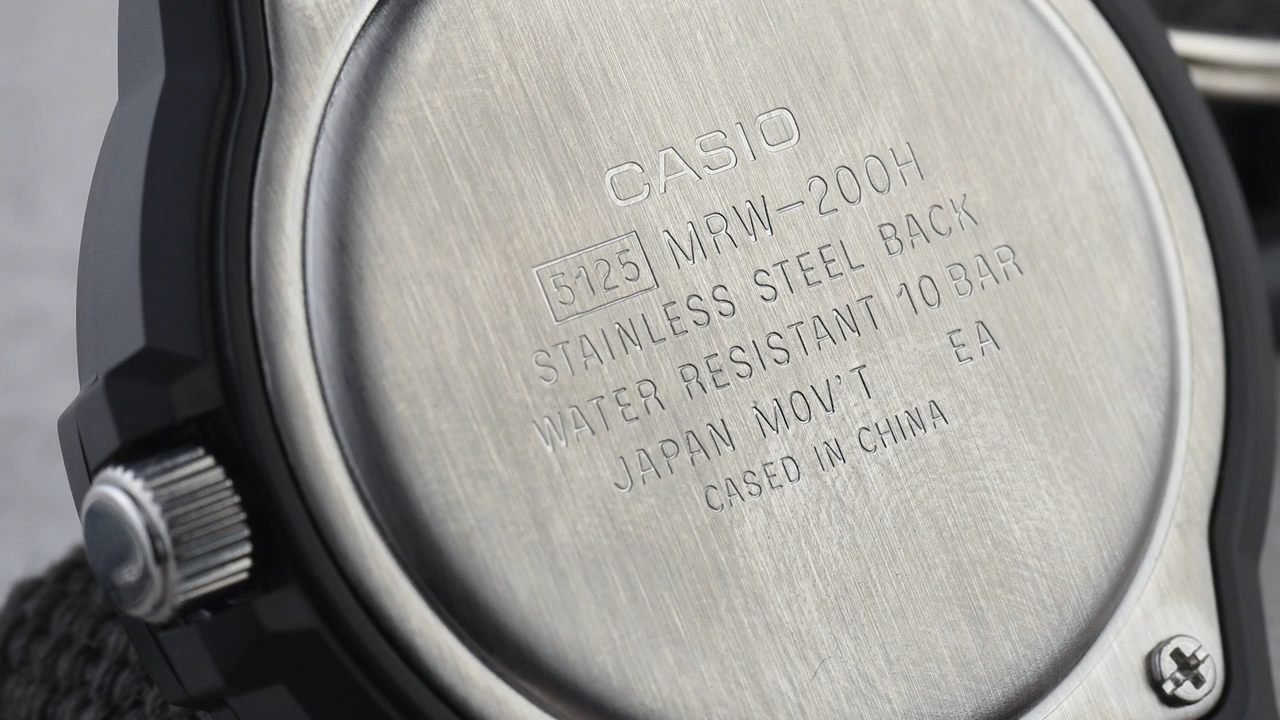 CASIO
5125 MRW-200H
STAINLESS STEEL BACK
WATER RESISTANT 10 BAR
JAPAN MOV'T EA
CASED IN CHINA